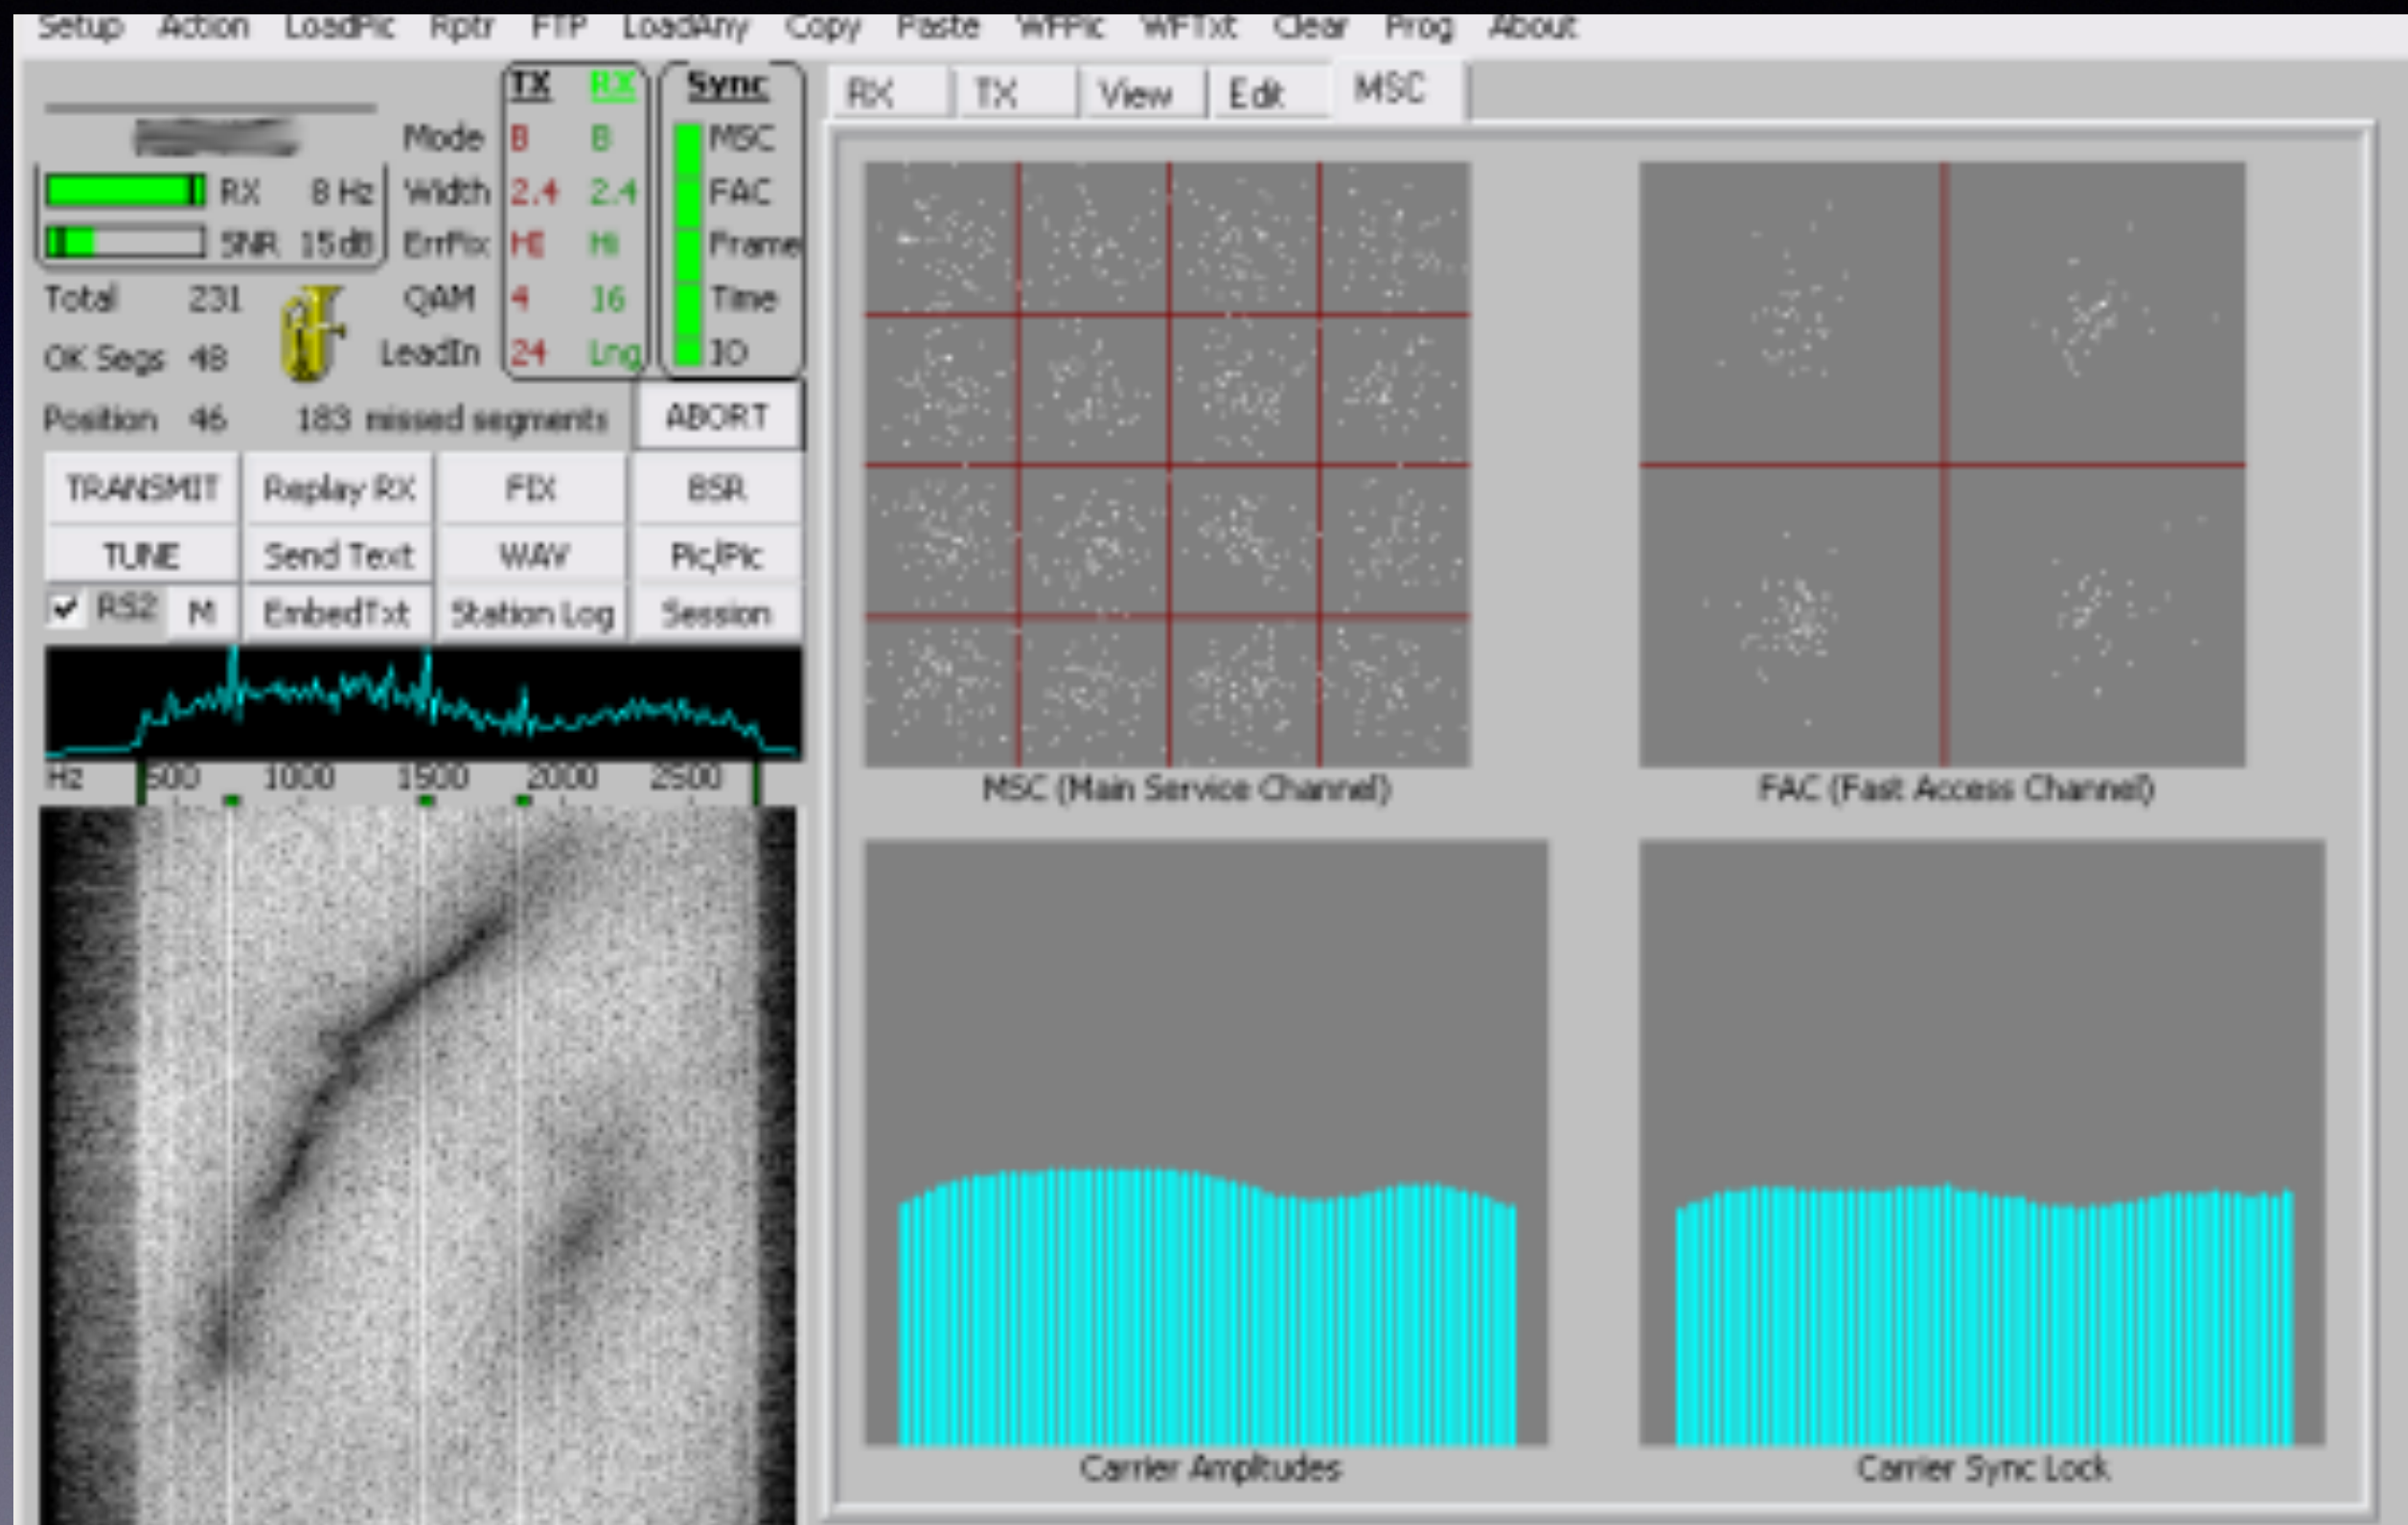 Setup Action LoadPic Rptr FTP LoadAny Copy Paste WFPic WFTxt Clear Prog About
TX RX Sync
RX TX View Edit MSC
Mode B B MSC
RX 8 Hz Width 2.4 2.4 FAC
SNR 15dB ErrFix HI Hi Frame
Total 231 QAM 4 16 Time
OK Segs 48 LeadIn 24 Lng IO
Position 46 183 missed segments ABORT
TRANSMIT Replay RX FIX BSR
TUNE Send Text WAV Pic/Pic
RS2 M EmbedTxt Station Log Session
Hz 500 1000 1500 2000 2500
MSC (Main Service Channel) FAC (Fast Access Channel)
Carrier Ampltudes Carrier Sync Lock